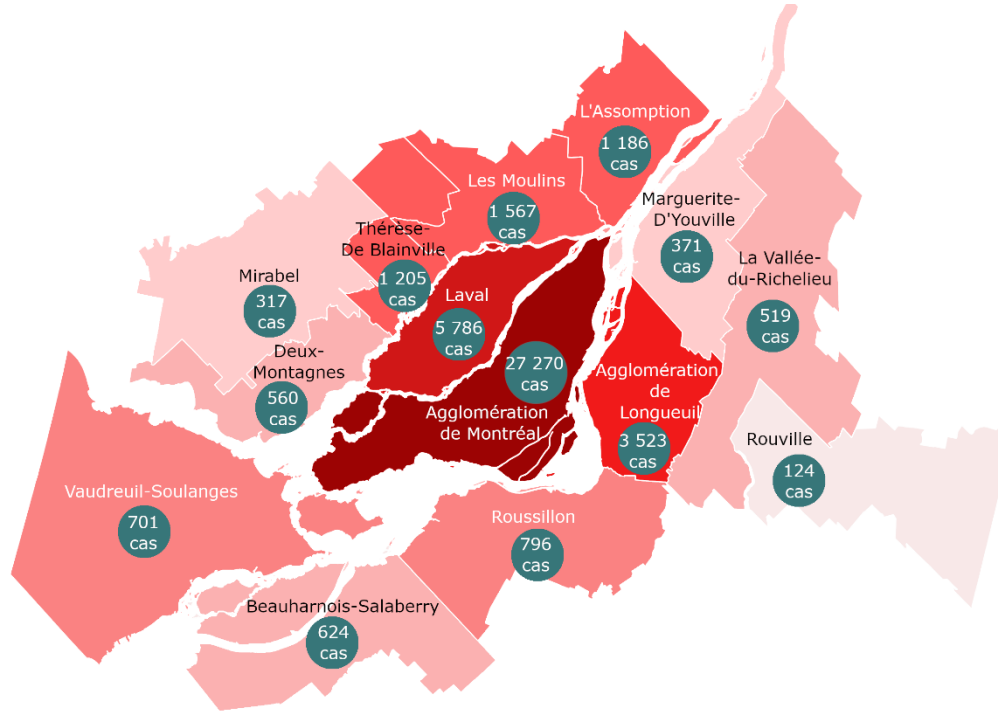 L'Assomption
1 186
cas
Les Moulins
1 567
cas
Marguerite-
D'Youville
371
cas
Thérèse-
De Blainville
1 205
cas
La Vallée-
du-Richelieu
519
cas
Mirabel
317
cas
Laval
5 786
cas
Deux-
Montagnes
560
cas
27 270
cas
Agglomération
de Montréal
Agglomération
de
Longueuil
3 523
cas
Rouville
124
cas
Vaudreuil-Soulanges
701
cas
Roussillon
796
cas
Beauharnois-Salaberry
624
cas